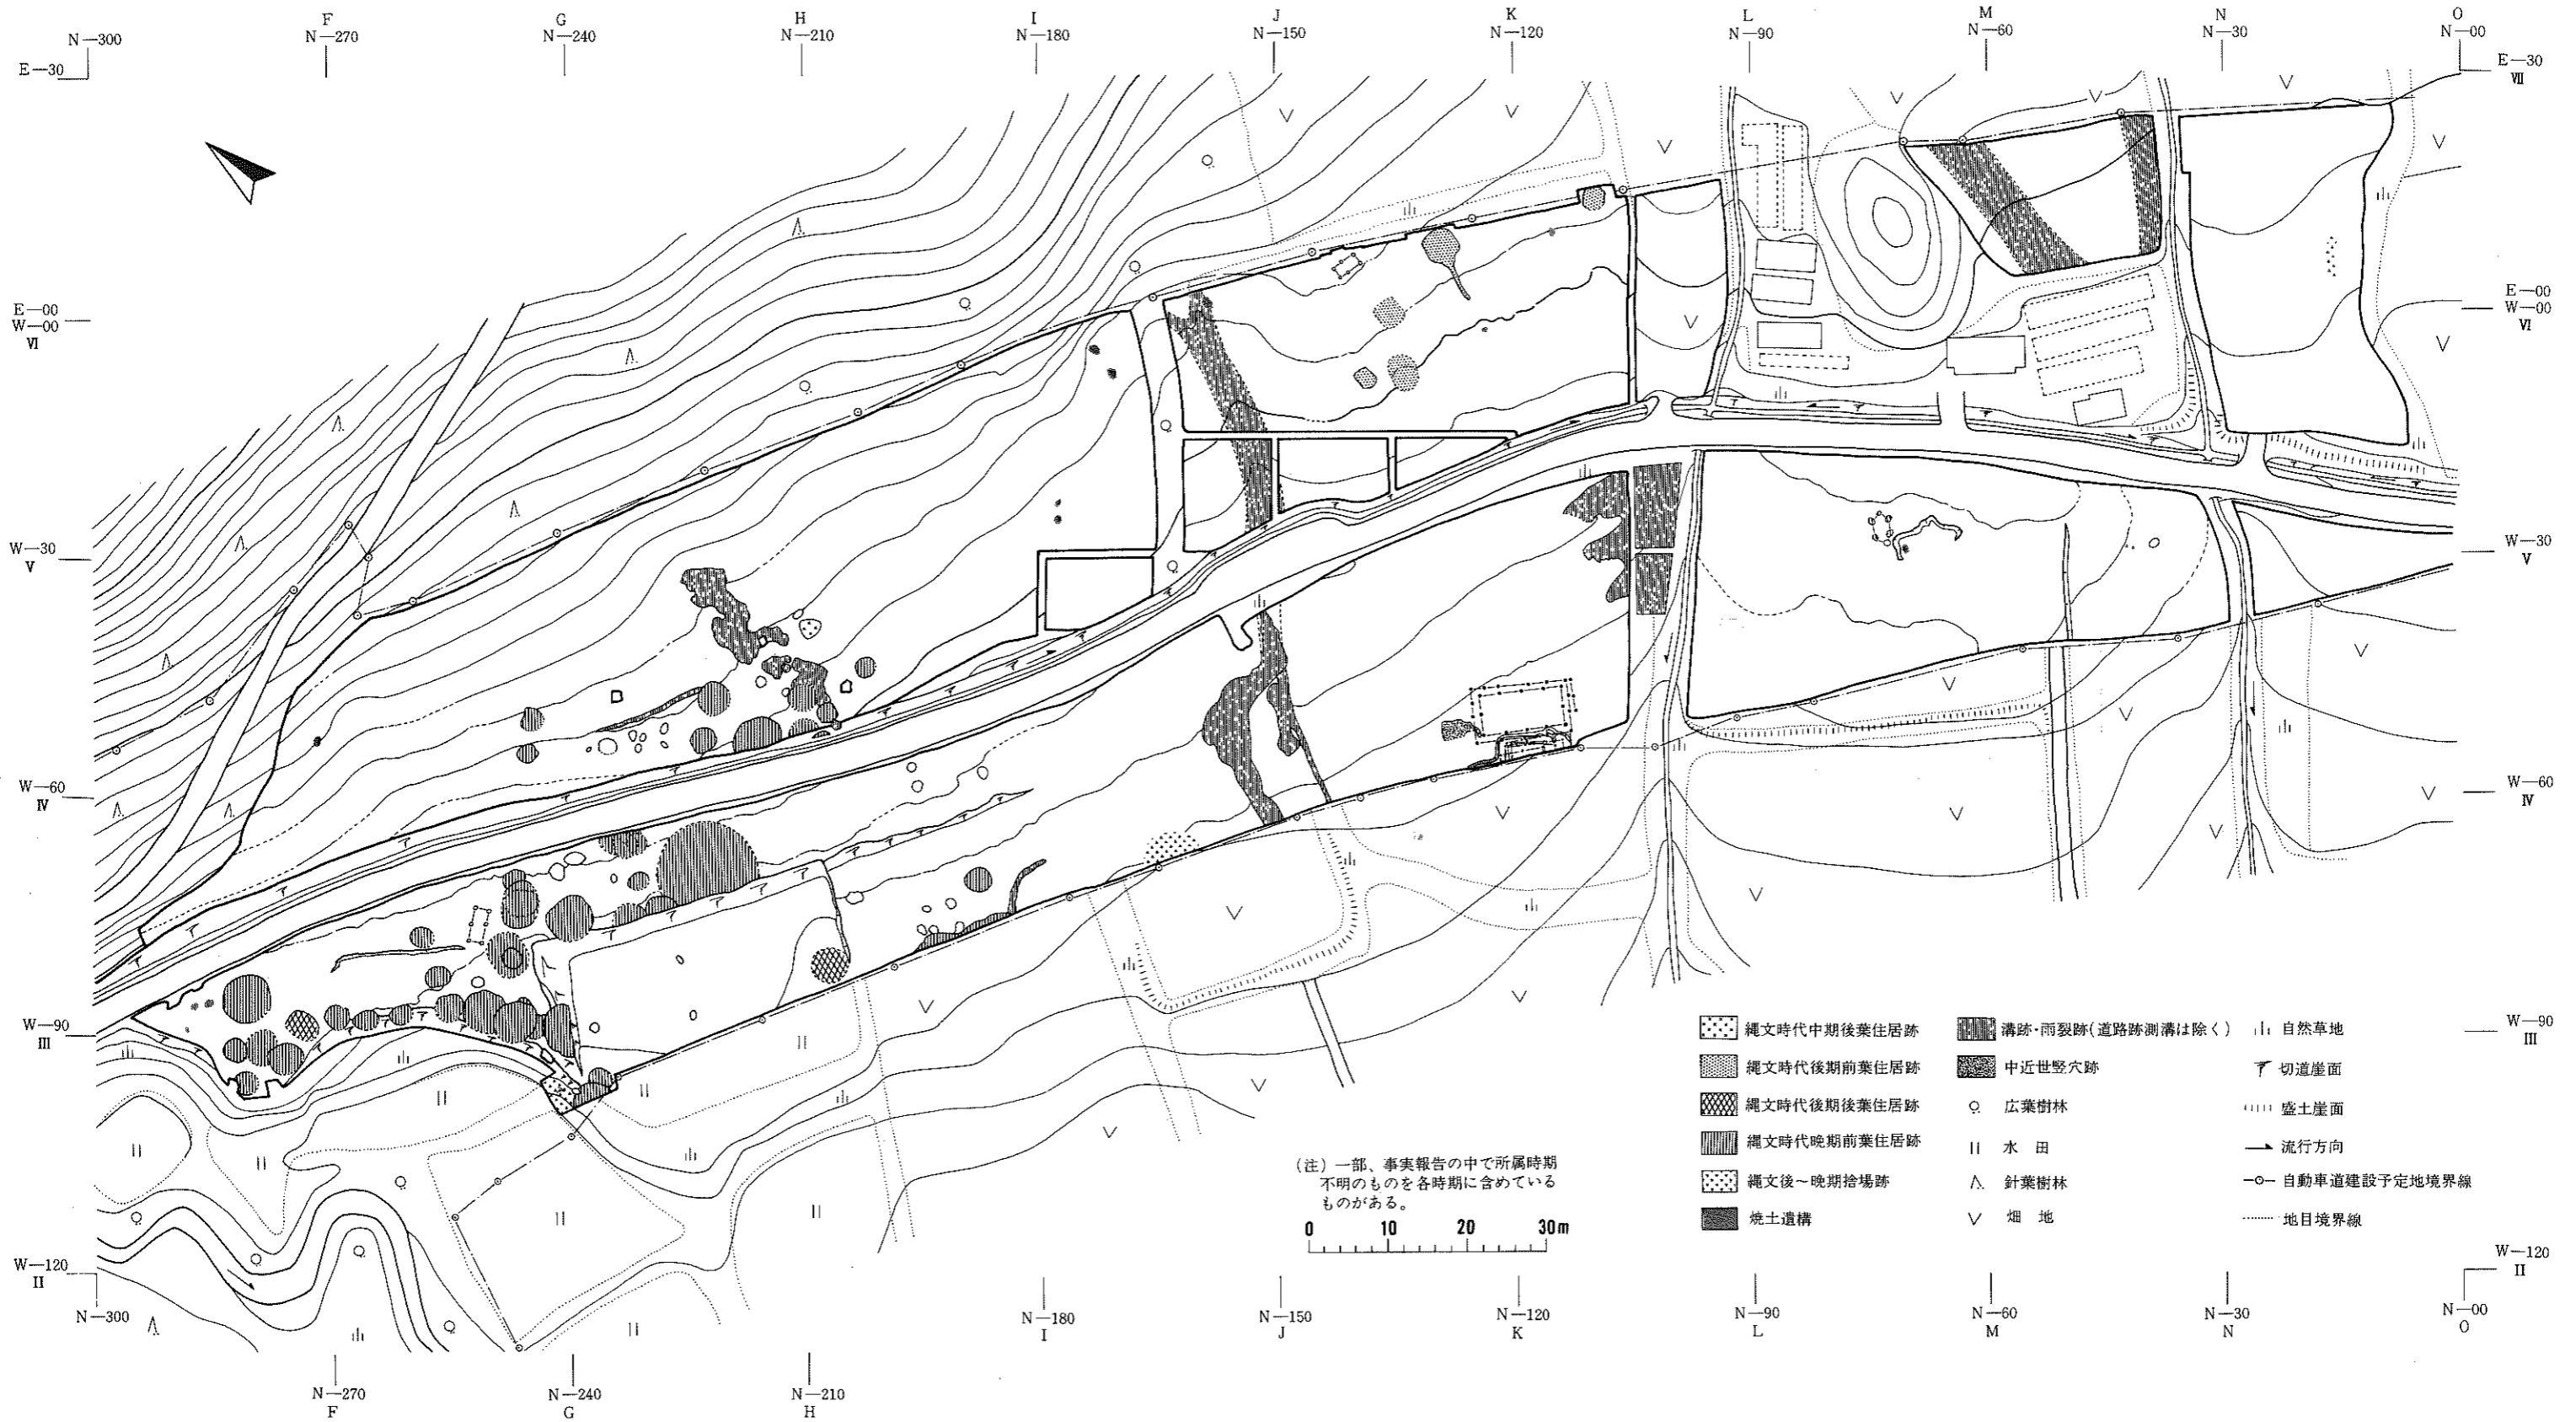 F
G
H
I
J
K
L
M
N
O
N—300
N—270
N—240
N—210
N—180
N—150
N—120
N—90
N—60
N—30
N—00
E—30
E—30
Ⅶ
E—00
W—00
Ⅵ
E—00
W—00
Ⅵ
W—30
Ⅴ
W—30
Ⅴ
W—60
Ⅳ
W—60
Ⅳ
W—90
Ⅲ
W—90
Ⅲ
縄文時代中期後葉住居跡
縄文時代後期前葉住居跡
縄文時代後期後葉住居跡
縄文時代晩期前葉住居跡
縄文後～晩期捨場跡
焼土遺構
溝跡・雨裂跡(道路跡測溝は除く)
中近世竪穴跡
広葉樹林
水田
針葉樹林
畑地
自然草地
切道崖面
盛土崖面
流行方向
自動車道建設予定地境界線
地目境界線
(注) 一部、事実報告の中で所属時期
不明のものを各時期に含めている
ものがある。
0 10 20 30m
W—120
Ⅱ
W—120
Ⅱ
N—300
N—270
F
N—240
G
N—210
H
N—180
I
N—150
J
N—120
K
N—90
L
N—60
M
N—30
N
N—00
O